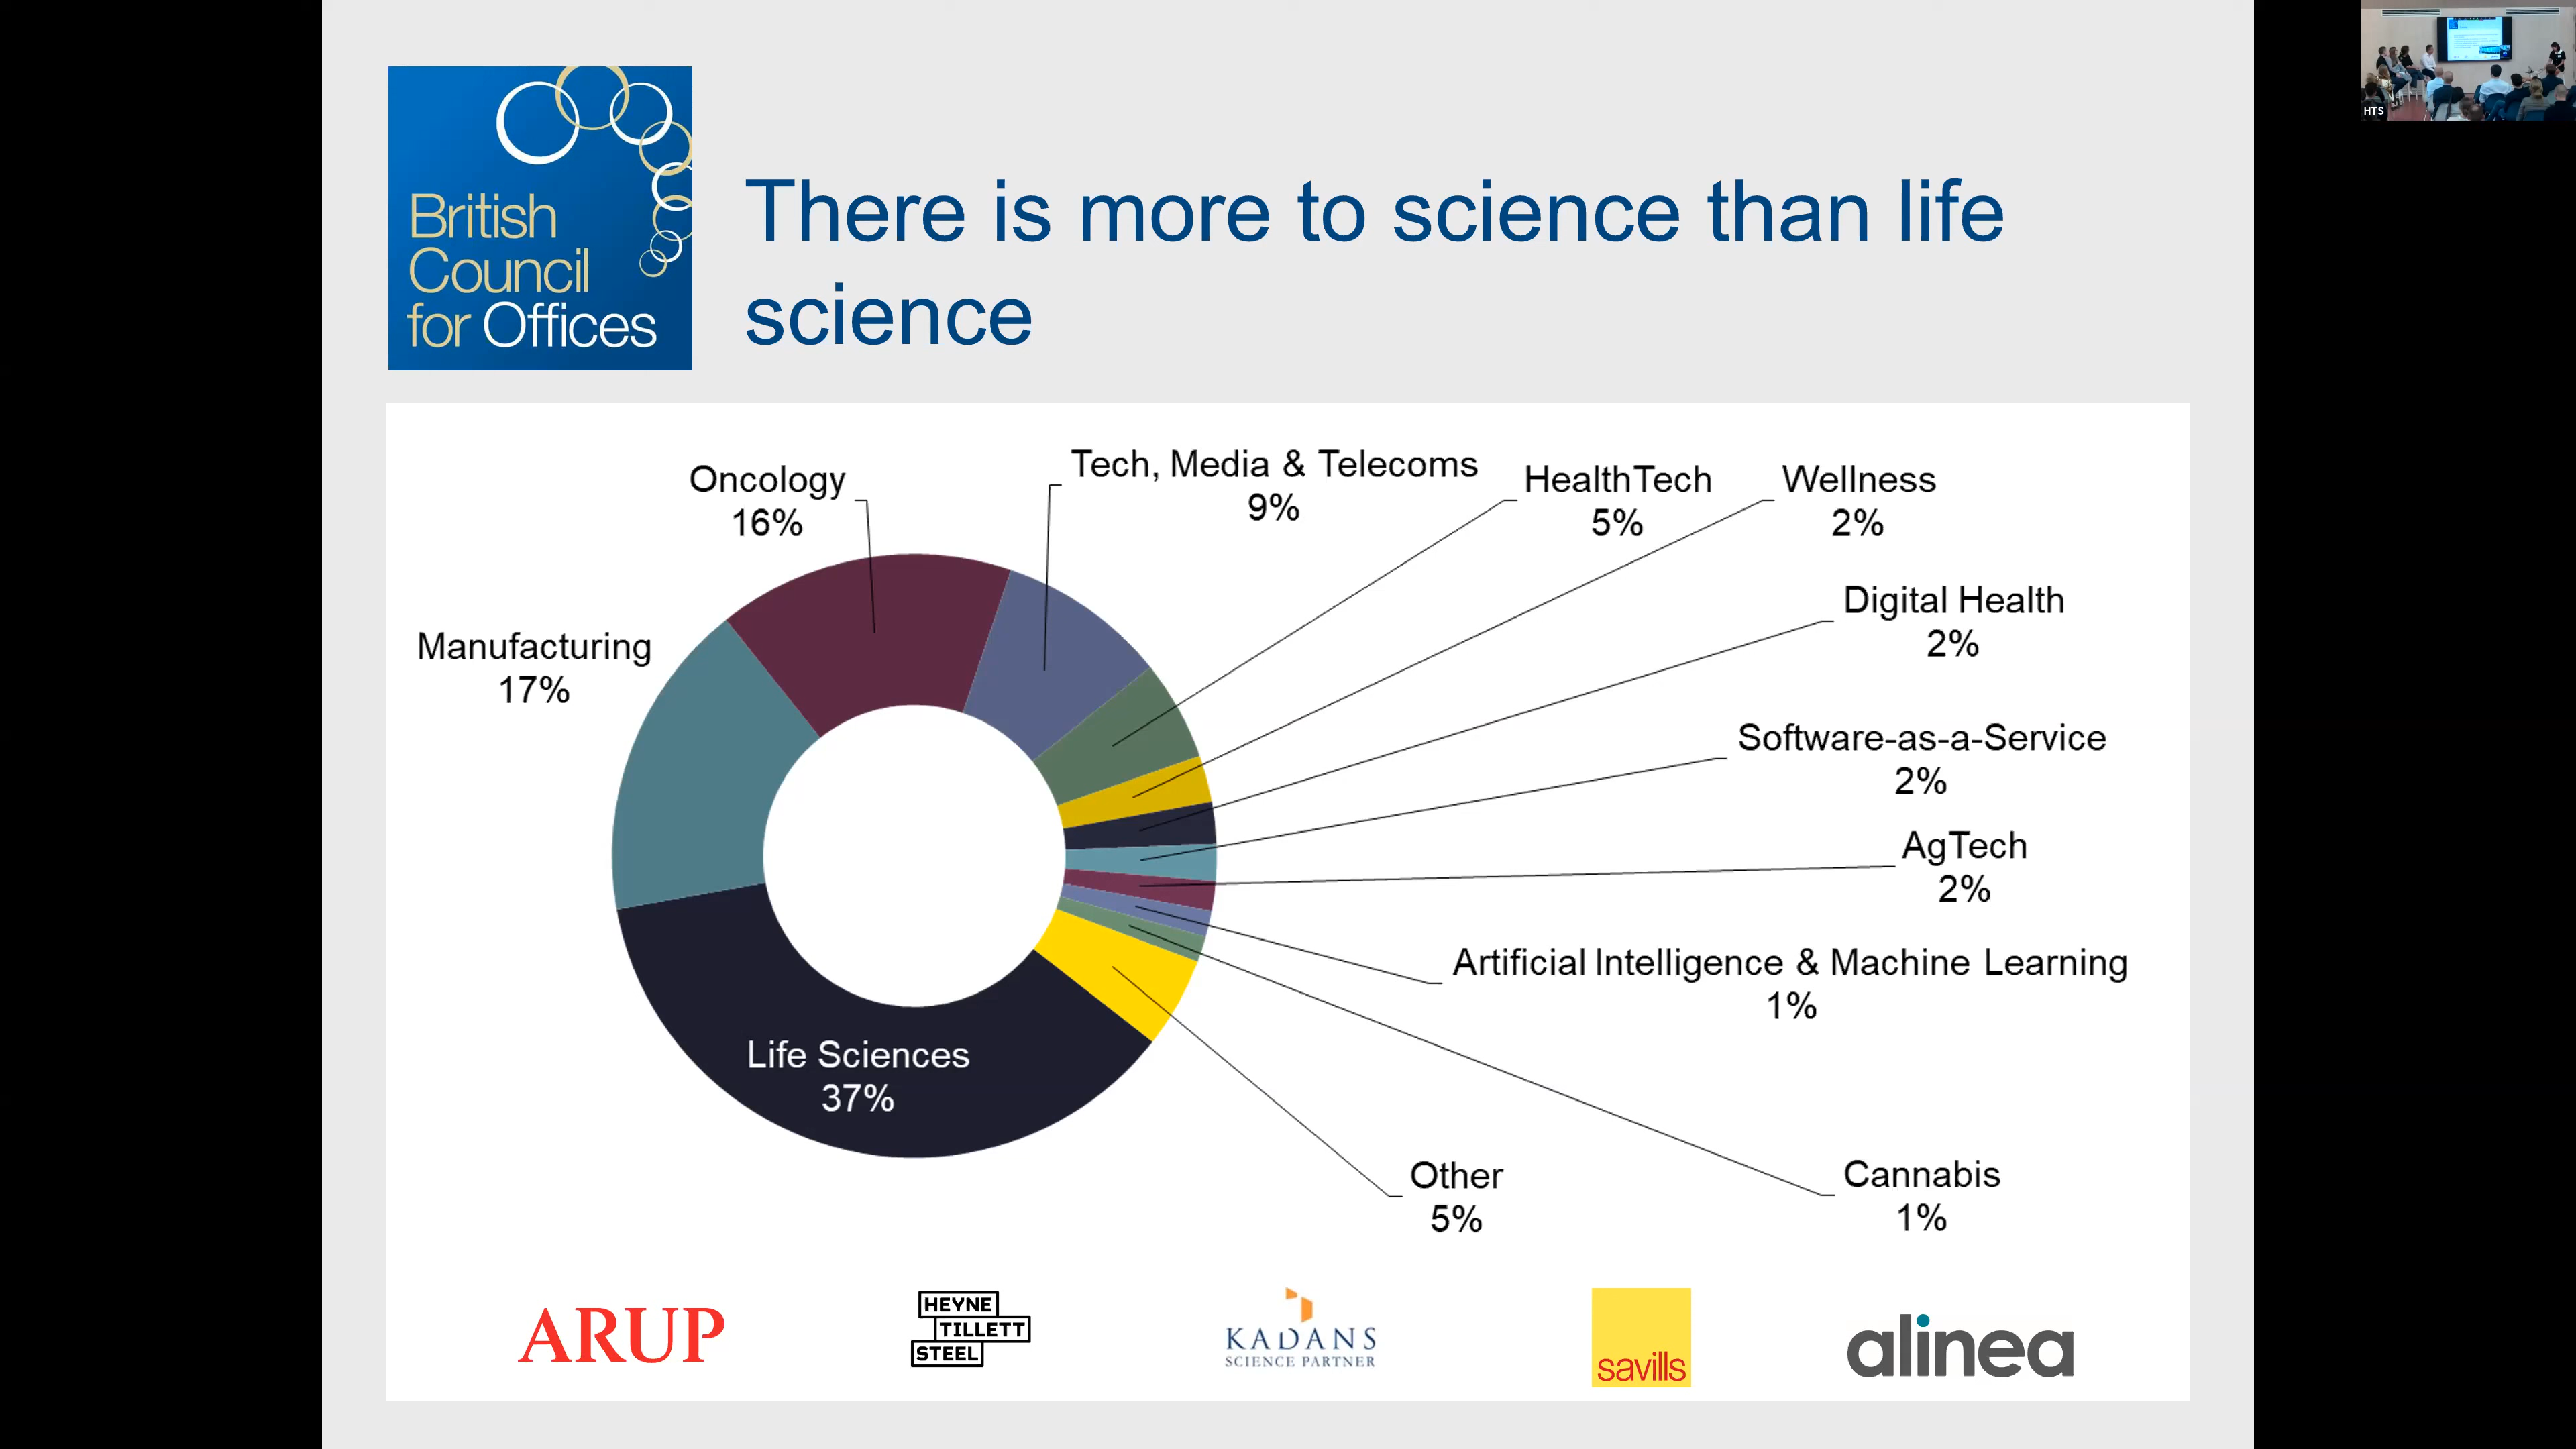 British
Council
for Offices
There is more to science than life
science
HTS
Oncology
16%
Tech, Media & Telecoms
9%
HealthTech
5%
Wellness
2%
Manufacturing
17%
Digital Health
2%
Software-as-a-Service
2%
AgTech
2%
Artificial Intelligence & Machine Learning
1%
Life Sciences
37%
Other
5%
Cannabis
1%
ARUP
HEYNE
TILLETT
STEEL
KADANS
SCIENCE PARTNER
savills
alinea